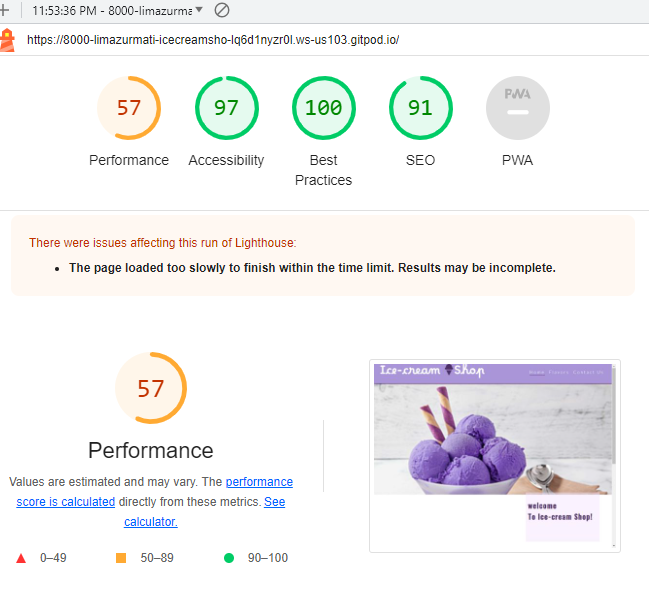 11:53:36 PM - 8000-limazurma
https://8000-limazurmati-icecreamsho-lq6d1nyzr0l.ws-us103.gitpod.io/
57 97 100 91 PWA
Performance Accessibility Best Practices SEO PWA
There were issues affecting this run of Lighthouse:
• The page loaded too slowly to finish within the time limit. Results may be incomplete.
57
Performance
Values are estimated and may vary. The performance
score is calculated directly from these metrics. See
calculator.
0–49 50–89 90–100
Ice-cream Shop Home Flavors Contact Us
welcome
To Ice-cream Shop!